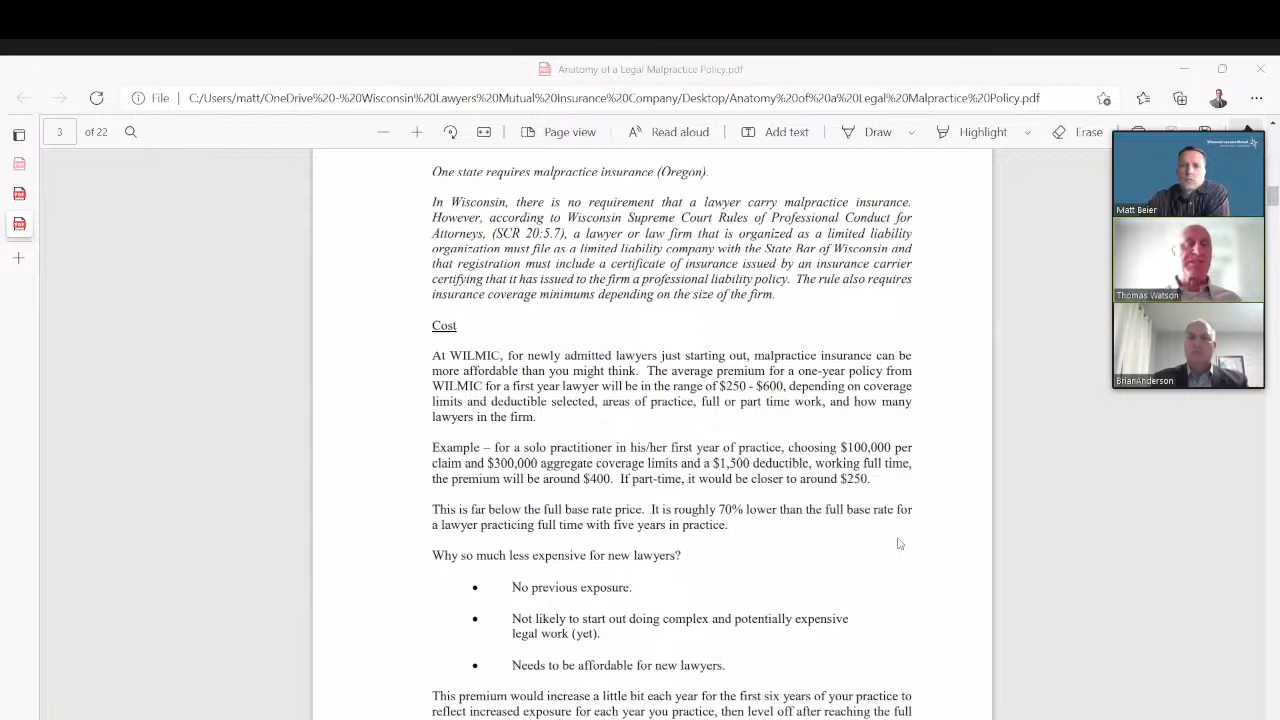 Anatomy of a Legal Malpractice Policy.pdf
File
C:/Users/matt/OneDrive%20-%20Wisconsin%20Lawyers%20Mutual%20Insurance%20Company/Desktop/Anatomy%20of%20a%20Legal%20Malpractice%20Policy.pdf
3 of 22 Page view Read aloud Add text Draw Highlight Erase
One state requires malpractice insurance (Oregon).
In Wisconsin, there is no requirement that a lawyer carry malpractice insurance.
However, according to Wisconsin Supreme Court Rules of Professional Conduct for
Attorneys, (SCR 20:5.7), a lawyer or law firm that is organized as a limited liability
organization must file as a limited liability company with the State Bar of Wisconsin and
that registration must include a certificate of insurance issued by an insurance carrier
certifying that it has issued to the firm a professional liability policy. The rule also requires
insurance coverage minimums depending on the size of the firm.
Cost
At WILMIC, for newly admitted lawyers just starting out, malpractice insurance can be
more affordable than you might think. The average premium for a one-year policy from
WILMIC for a first year lawyer will be in the range of $250 - $600, depending on coverage
limits and deductible selected, areas of practice, full or part time work, and how many
lawyers in the firm.
Example – for a solo practitioner in his/her first year of practice, choosing $100,000 per
claim and $300,000 aggregate coverage limits and a $1,500 deductible, working full time,
the premium will be around $400. If part-time, it would be closer to around $250.
This is far below the full base rate price. It is roughly 70% lower than the full base rate for
a lawyer practicing full time with five years in practice.
Why so much less expensive for new lawyers?
• No previous exposure.
• Not likely to start out doing complex and potentially expensive
legal work (yet).
• Needs to be affordable for new lawyers.
This premium would increase a little bit each year for the first six years of your practice to
reflect increased exposure for each year you practice, then level off after reaching the full
Matt Beier
Thomas Watson
BrianAnderson